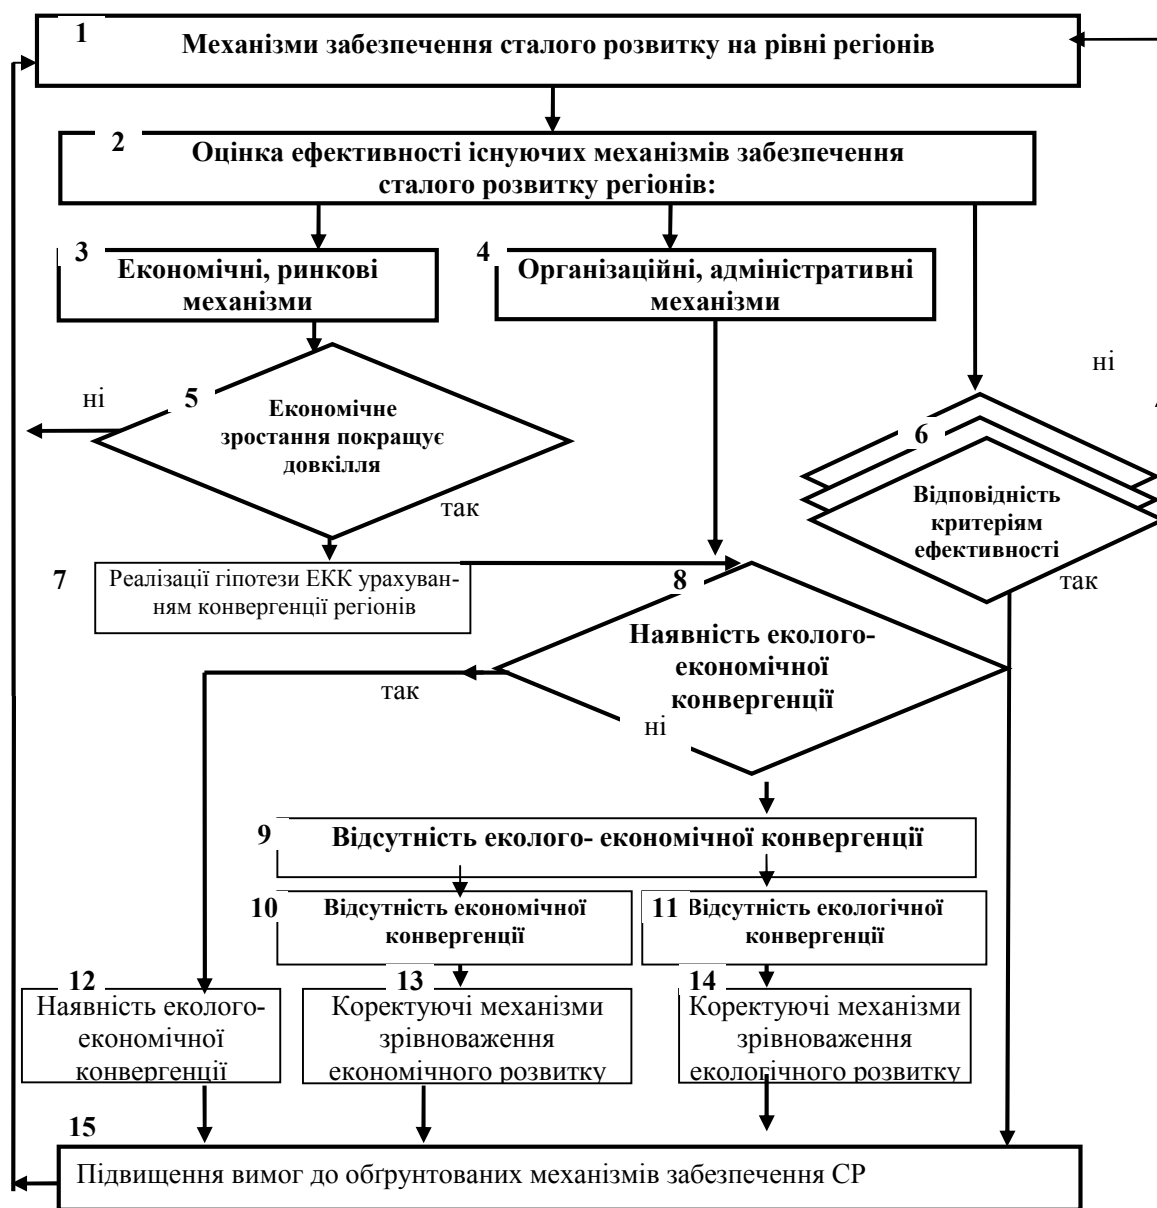 1
Механізми забезпечення сталого розвитку на рівні регіонів
2
Оцінка ефективності існуючих механізмів забезпечення
сталого розвитку регіонів:
3
Економічні, ринкові
механізми
4
Організаційні, адміністративні
механізми
ні
5
Економічне
зростання покращує
довкілля
так
ні
6
Відповідність
критеріям
ефективності
так
7
Реалізації гіпотези ЕКК урахуван-
ням конвергенції регіонів
8
Наявність еколого-
економічної
конвергенції
так
ні
9
Відсутність еколого- економічної конвергенції
10
Відсутність економічної
конвергенції
11
Відсутність екологічної
конвергенції
12
Наявність еколого-
економічної
конвергенції
13
Коректуючі механізми
зрівноваження
економічного розвитку
14
Коректуючі механізми
зрівноваження
екологічного розвитку
15
Підвищення вимог до обґрунтованих механізмів забезпечення СР